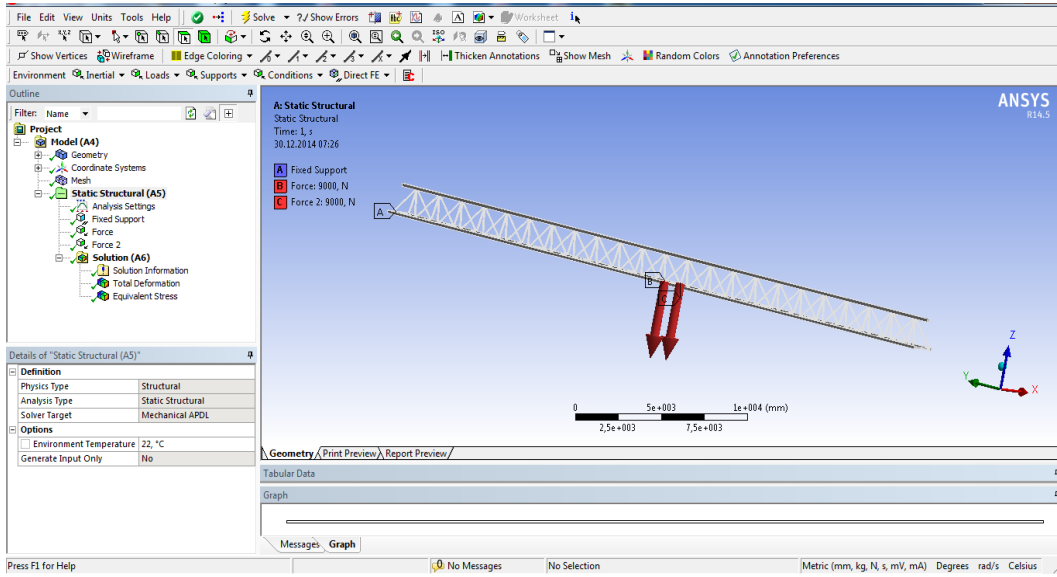 File Edit View Units Tools Help Solve ?/ Show Errors Worksheet
Show Vertices Wireframe Edge Coloring Thicken Annotations Show Mesh Random Colors Annotation Preferences
Environment Inertial Loads Supports Conditions Direct FE
Outline
Filter: Name
Project
Model (A4)
Geometry
Coordinate Systems
Mesh
Static Structural (A5)
Analysis Settings
Fixed Support
Force
Force 2
Solution (A6)
Solution Information
Total Deformation
Equivalent Stress
Details of "Static Structural (A5)"
Definition
Physics Type Structural
Analysis Type Static Structural
Solver Target Mechanical APDL
Options
Environment Temperature 22, °C
Generate Input Only No
A: Static Structural
Static Structural
Time: 1, s
30.12.2014 07:26
A Fixed Support
B Force: 9000, N
C Force 2: 9000, N
ANSYS
R14.5
A
B
C
Z
Y
X
0 5e+003 1e+004 (mm)
2,5e+003 7,5e+003
Geometry Print Preview Report Preview
Tabular Data
Graph
Messages Graph
Press F1 for Help No Messages No Selection Metric (mm, kg, N, s, mV, mA) Degrees rad/s Celsius